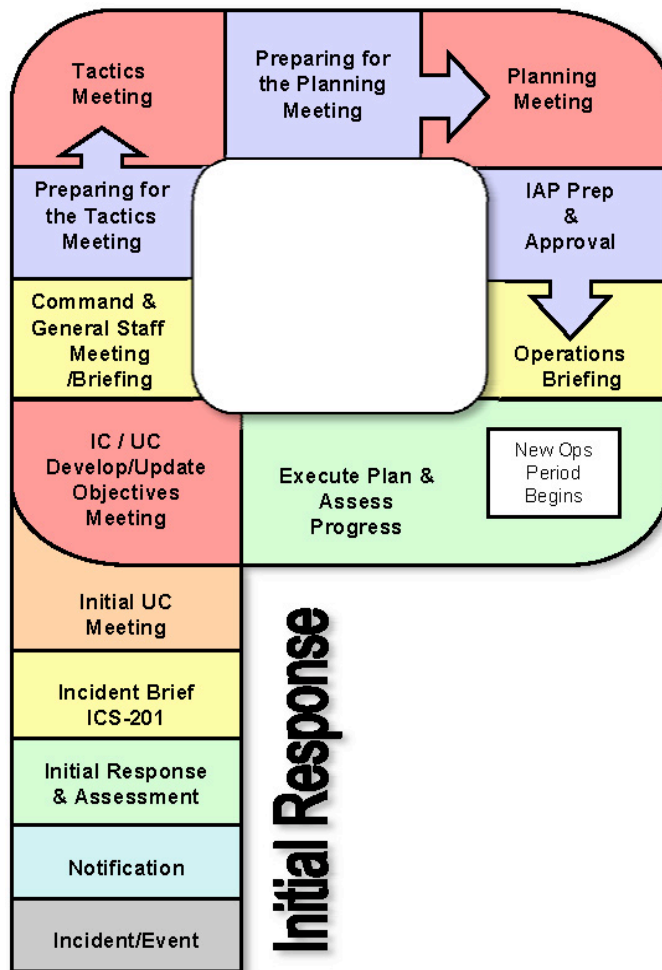 Tactics
Meeting
Preparing for
the Planning
Meeting
Planning
Meeting
Preparing for
the Tactics
Meeting
IAP Prep
&
Approval
Command &
General Staff
Meeting
/Briefing
Operations
Briefing
IC / UC
Develop/Update
Objectives
Meeting
Execute Plan &
Assess
Progress
New Ops
Period
Begins
Initial UC
Meeting
Incident Brief
ICS-201
Initial Response
& Assessment
Notification
Incident/Event
Initial Response